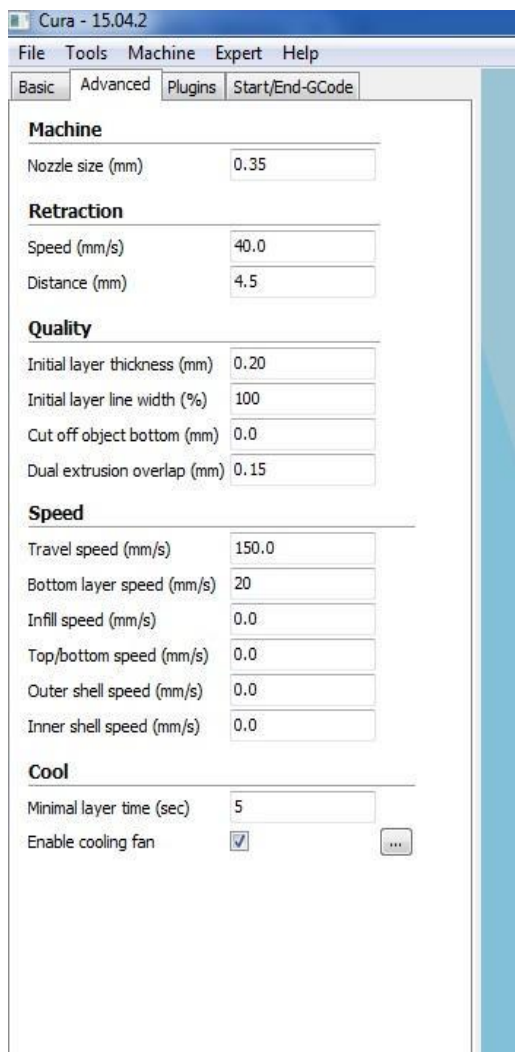 Cura - 15.04.2
File Tools Machine Expert Help
Basic Advanced Plugins Start/End-GCode
Machine
Nozzle size (mm) 0.35
Retraction
Speed (mm/s) 40.0
Distance (mm) 4.5
Quality
Initial layer thickness (mm) 0.20
Initial layer line width (%) 100
Cut off object bottom (mm) 0.0
Dual extrusion overlap (mm) 0.15
Speed
Travel speed (mm/s) 150.0
Bottom layer speed (mm/s) 20
Infill speed (mm/s) 0.0
Top/bottom speed (mm/s) 0.0
Outer shell speed (mm/s) 0.0
Inner shell speed (mm/s) 0.0
Cool
Minimal layer time (sec) 5
Enable cooling fan ...